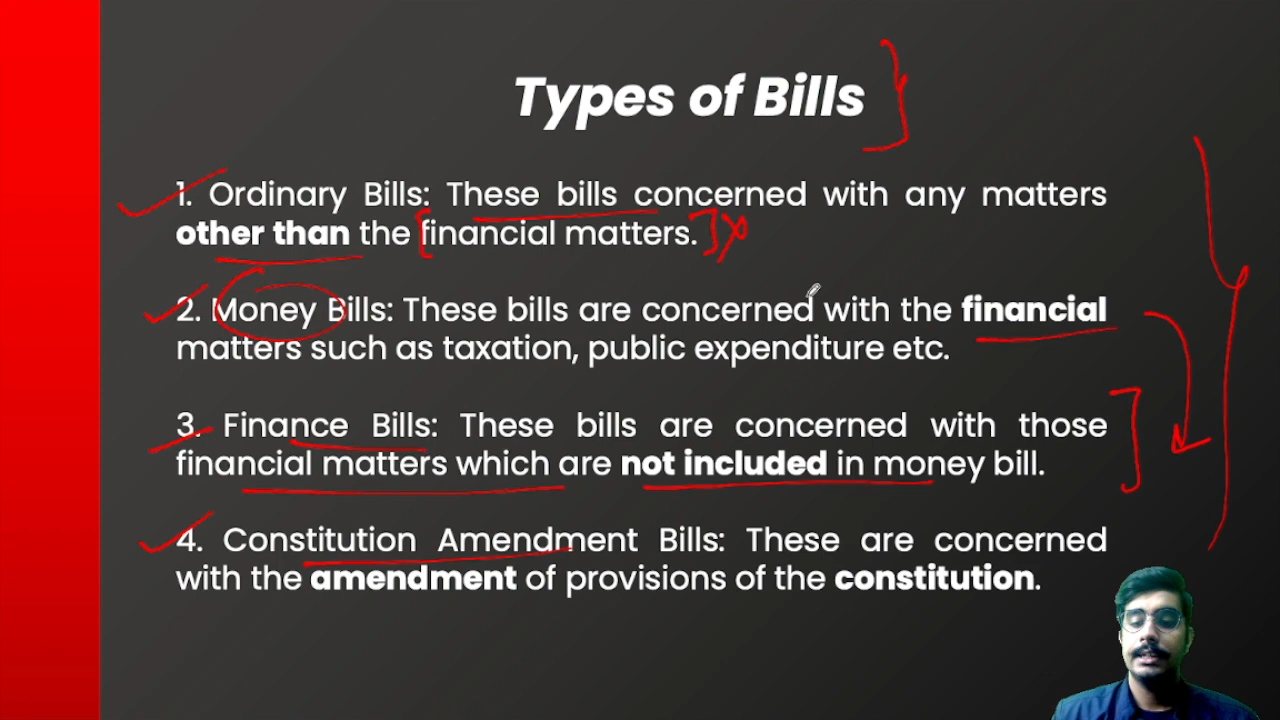 Types of Bills
1. Ordinary Bills: These bills concerned with any matters
other than the financial matters.
2. Money Bills: These bills are concerned with the financial
matters such as taxation, public expenditure etc.
3. Finance Bills: These bills are concerned with those
financial matters which are not included in money bill.
4. Constitution Amendment Bills: These are concerned
with the amendment of provisions of the constitution.